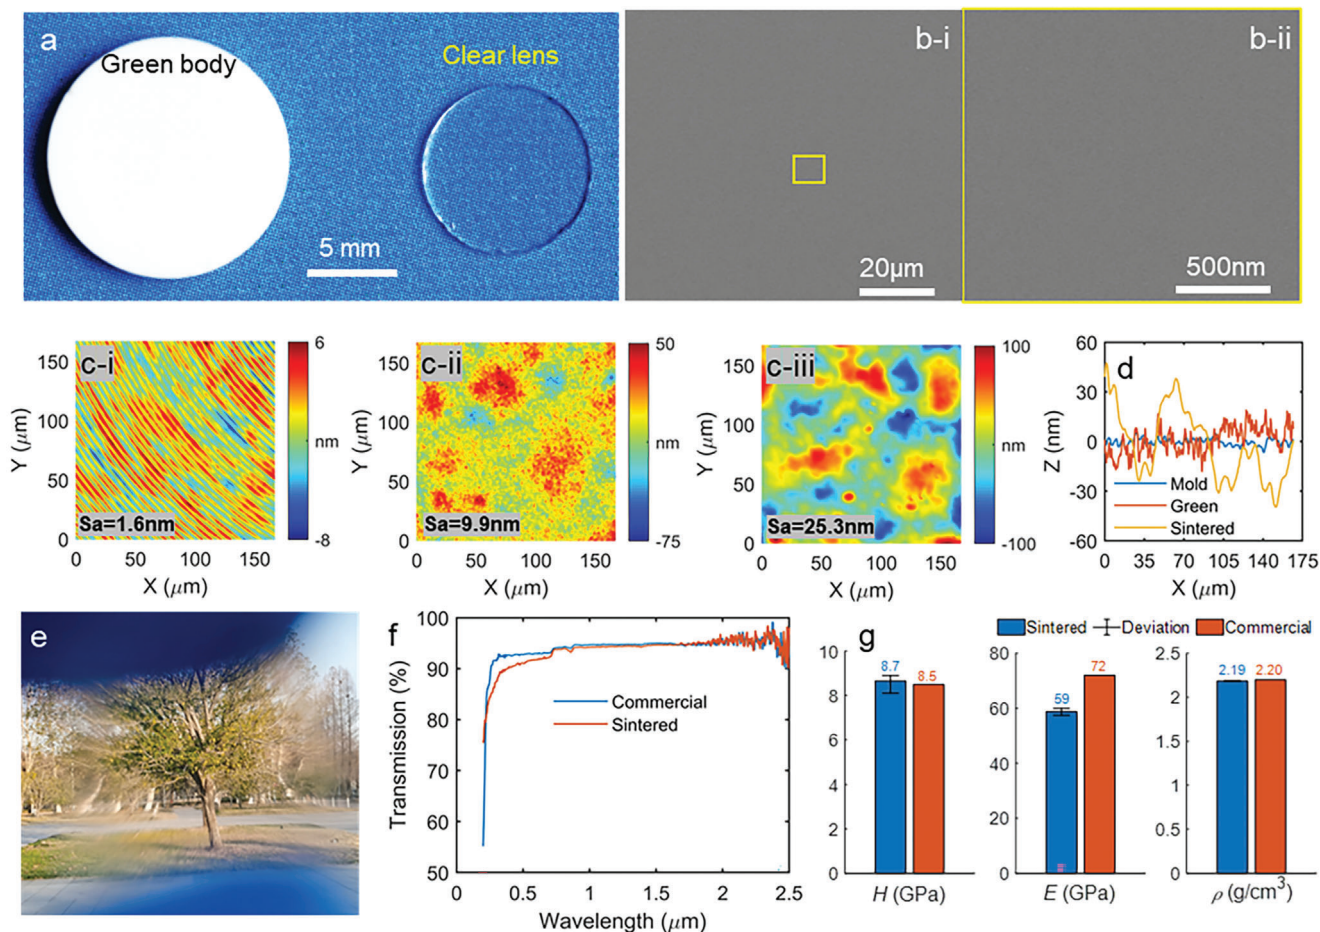 a
Green body
Clear lens
5 mm
b-i
20μm
b-ii
500nm
c-i
Sa=1.6nm
Y (μm)
150
100
50
0
0 50 100 150
X (μm)
6
nm
-8
c-ii
Sa=9.9nm
Y (μm)
150
100
50
0
0 50 100 150
X (μm)
50
nm
-75
c-iii
Sa=25.3nm
Y (μm)
150
100
50
0
0 50 100 150
X (μm)
100
nm
-100
d
Z (nm)
60
30
0
-30
-60
Mold
Green
Sintered
0 35 70 105 140 175
X (μm)
e
f
Transmission (%)
100
90
80
70
60
50
Commercial
Sintered
0 0.5 1 1.5 2 2.5
Wavelength (μm)
g
Sintered Deviation Commercial
10
8
6
4
2
0
8.7 8.5
H (GPa)
80
60
40
20
0
59 72
E (GPa)
2.5
2
1.5
1
0.5
0
2.19 2.20
ρ (g/cm³)